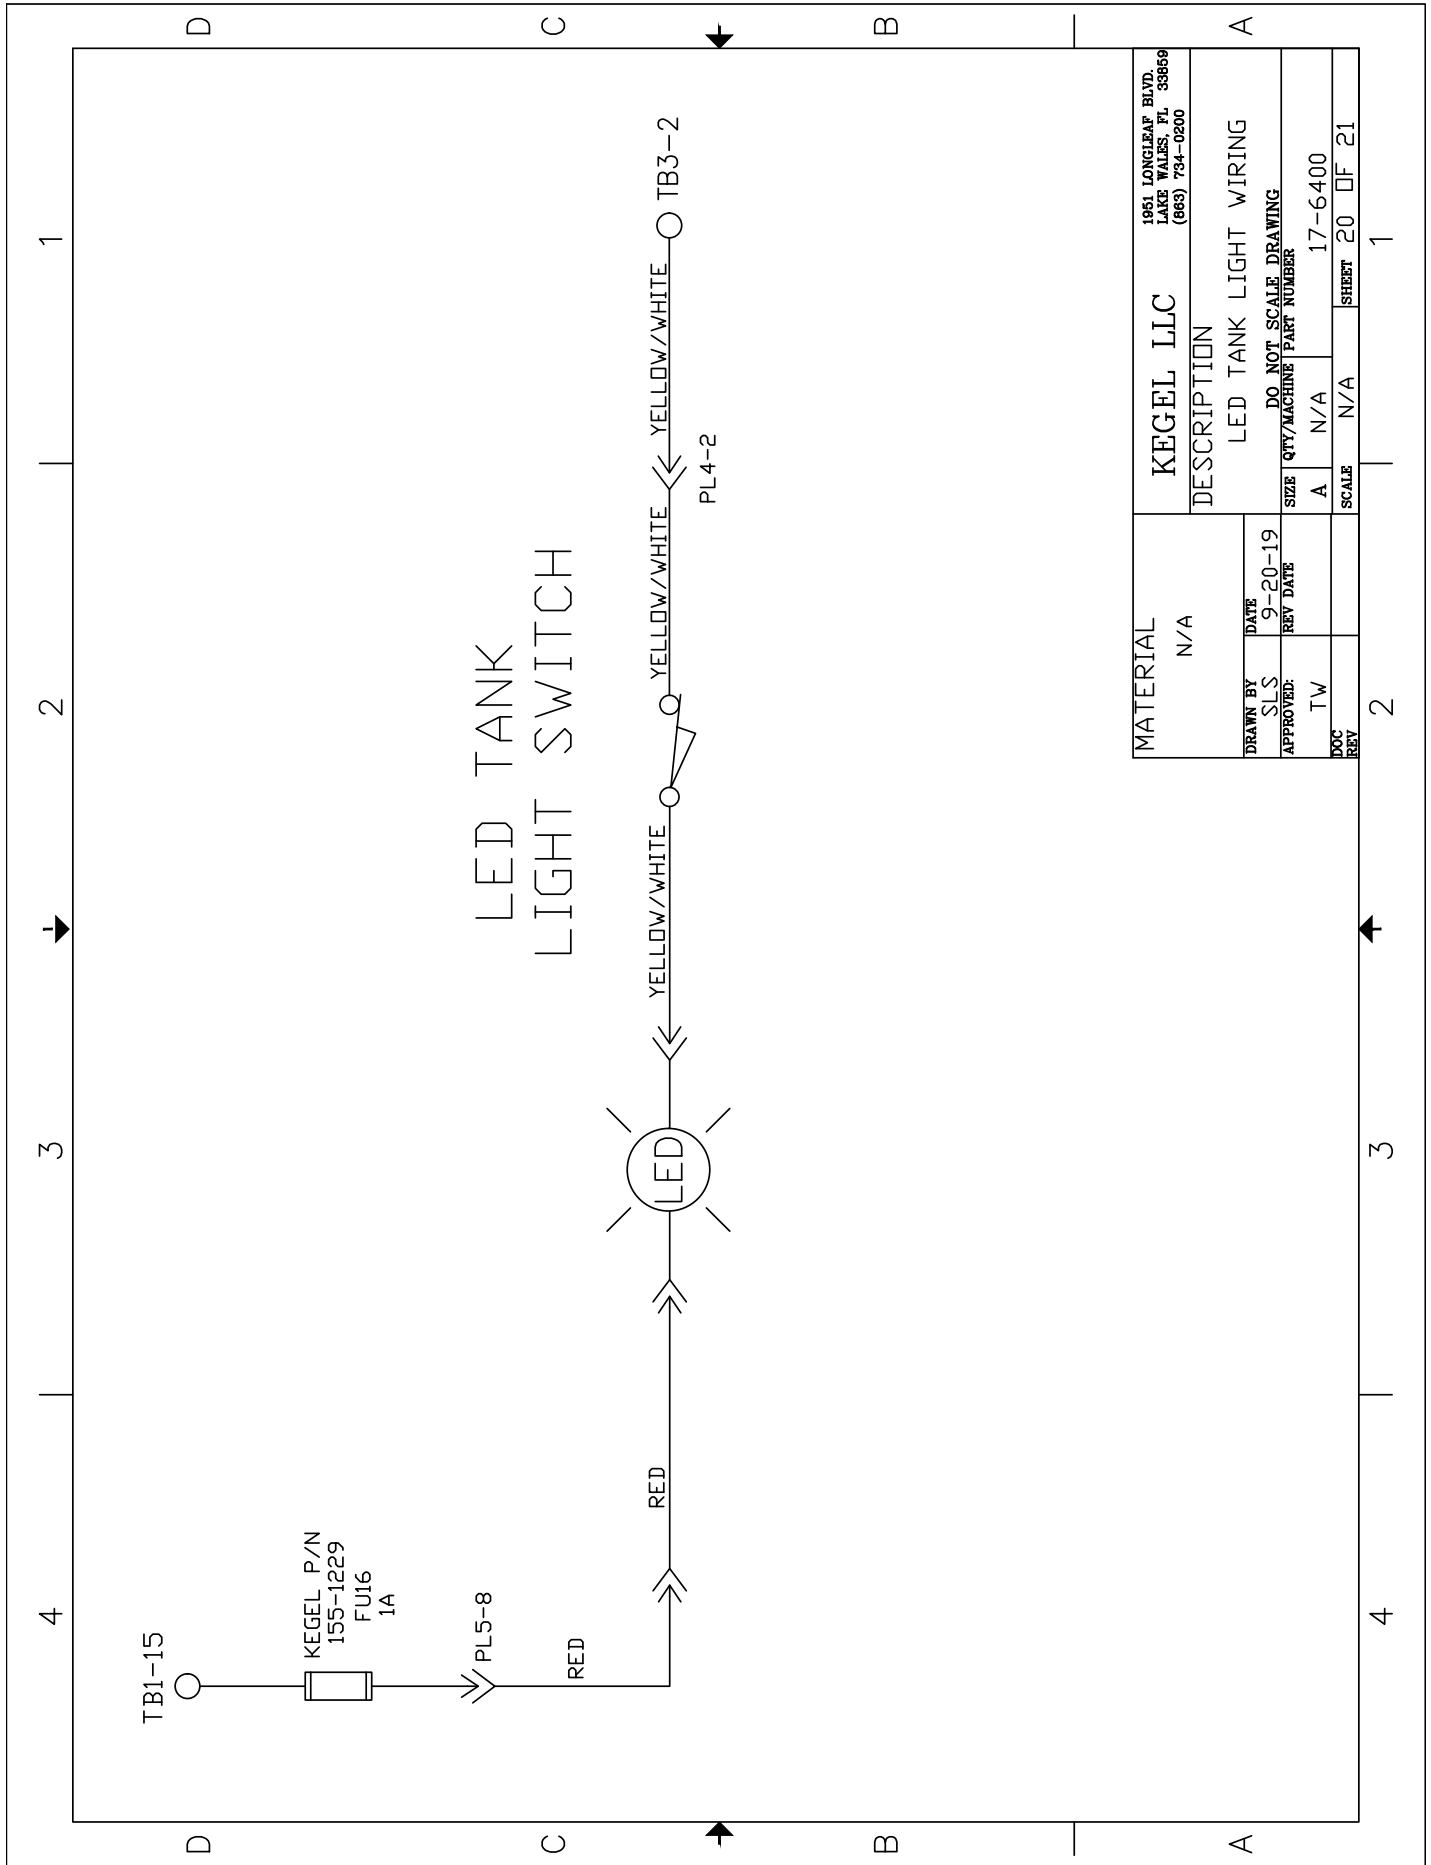 D
C
B
A
4
3
2
1
TB1-15
KEGEL P/N
155-1229
FU16
1A
PL5-8
RED
RED
LED
YELLOW/WHITE
LED TANK
LIGHT SWITCH
YELLOW/WHITE
PL4-2
YELLOW/WHITE
TB3-2
MATERIAL
N/A
DRAWN BY
SLS
DATE
9-20-19
APPROVED:
TW
REV DATE
DOC
REV
KEGEL LLC
1951 LONGLEAF BLVD.
LAKE WALES, FL 33859
(863) 734-0200
DESCRIPTION
LED TANK LIGHT WIRING
DO NOT SCALE DRAWING
SIZE
A
QTY/MACHINE
N/A
PART NUMBER
17-6400
SCALE
N/A
SHEET 20 OF 21
4
3
2
1
D
C
B
A